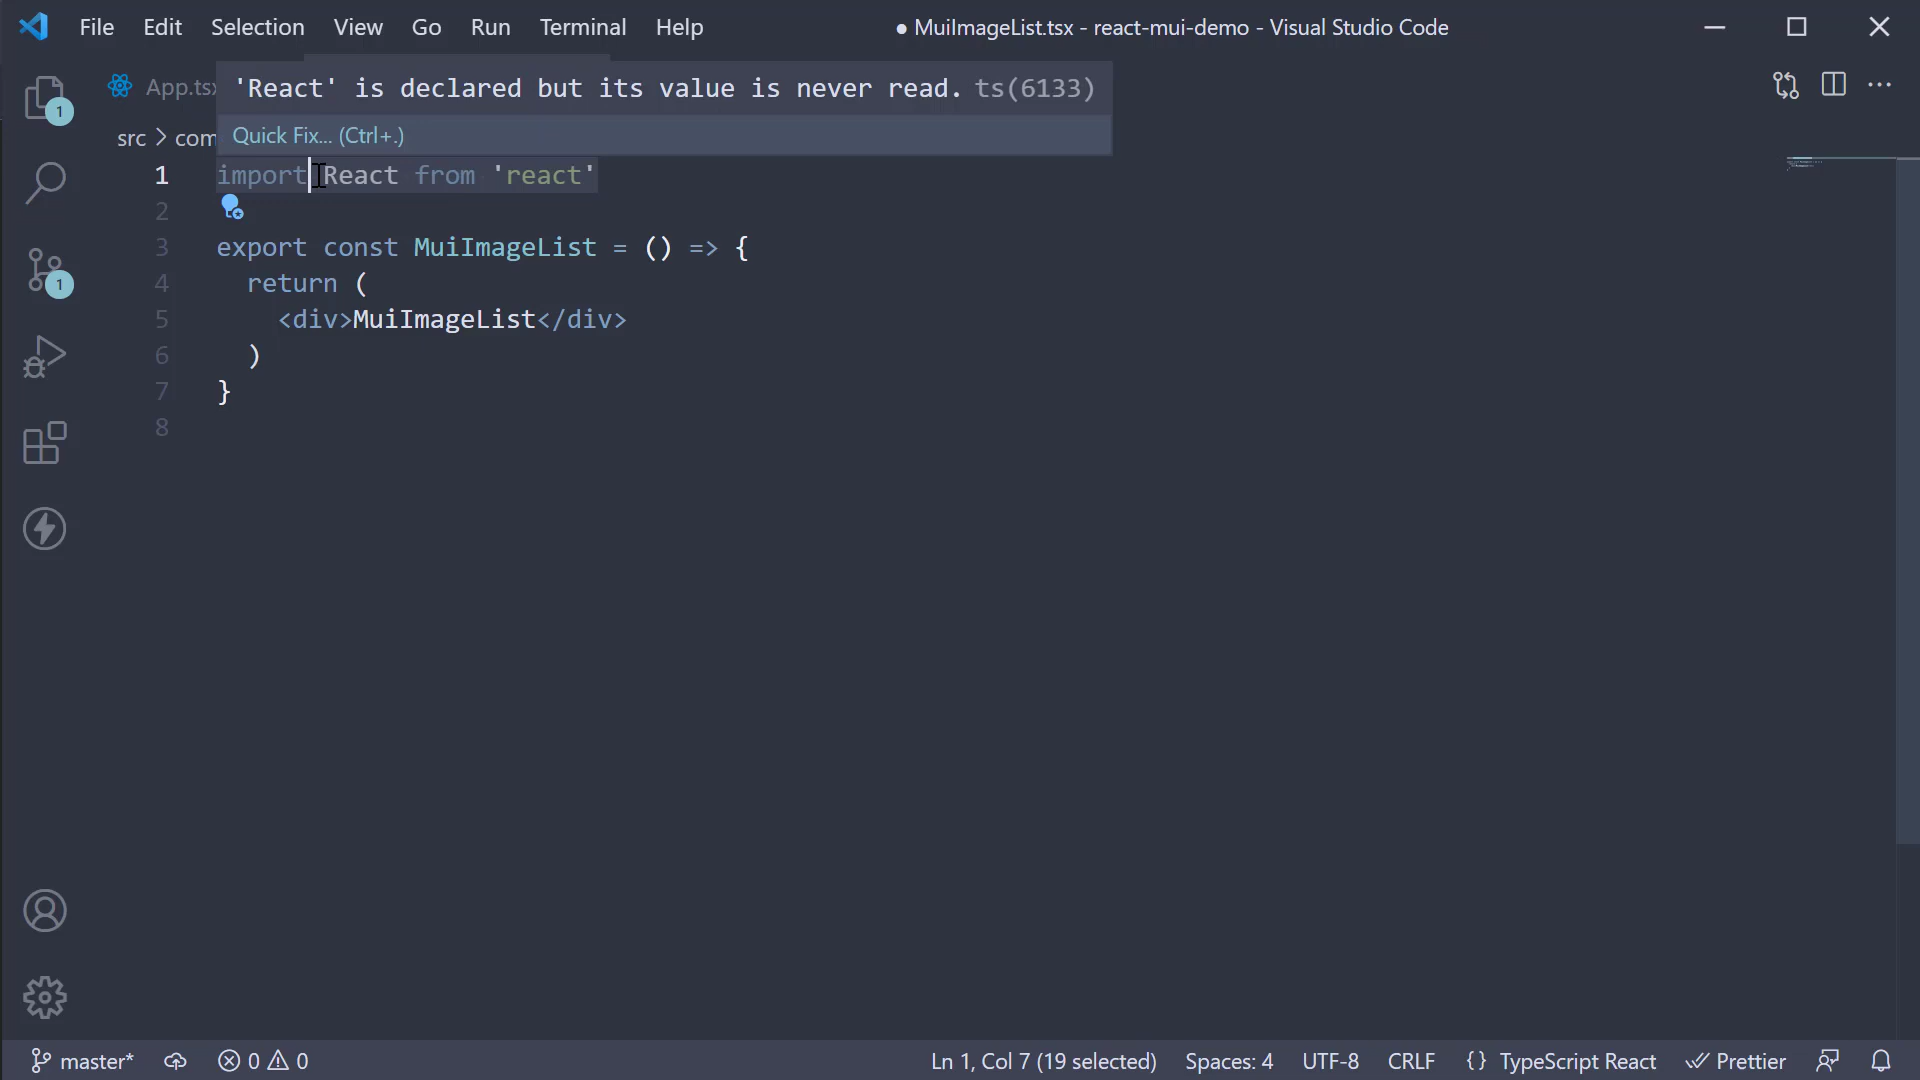 File Edit Selection View Go Run Terminal Help
● MuiImageList.tsx - react-mui-demo - Visual Studio Code
App.tsx
'React' is declared but its value is never read. ts(6133)
Quick Fix... (Ctrl+.)
src > com
1 import React from 'react'
2
3 export const MuiImageList = () => {
4 return (
5 <div>MuiImageList</div>
6 )
7 }
8
1
1
master* 0 0 Ln 1, Col 7 (19 selected) Spaces: 4 UTF-8 CRLF {} TypeScript React Prettier